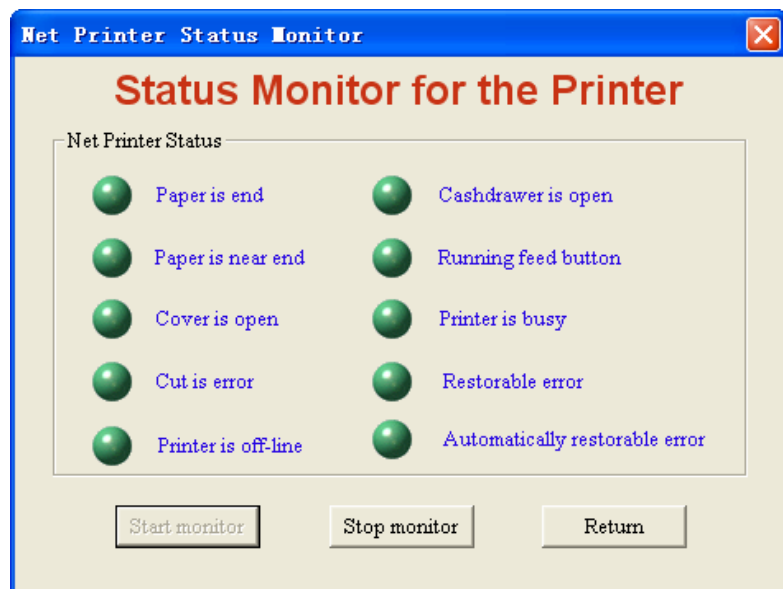 Net Printer Status Monitor
Status Monitor for the Printer
Net Printer Status
Paper is end
Cashdrawer is open
Paper is near end
Running feed button
Cover is open
Printer is busy
Cut is error
Restorable error
Printer is off-line
Automatically restorable error
Start monitor
Stop monitor
Return